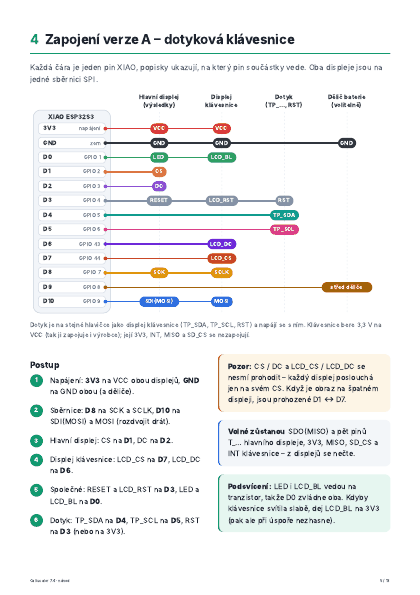 4 Zapojení verze A – dotyková klávesnice
Každá čára je jeden pin XIAO, popisky ukazují, na který pin součástky vede. Oba displeje jsou na
jedné sběrnici SPI.
Hlavní displej
(výsledky)
Displej
klávesnice
Dotyk
(TP_…, RST)
Dělič baterie
(volitelně)
XIAO ESP32S3
3V3 napájení VCC VCC
GND zem GND GND GND
D0 GPIO 1 LED LCD_BL
D1 GPIO 2 CS
D2 GPIO 3 DC
D3 GPIO 4 RESET LCD_RST RST
D4 GPIO 5 TP_SDA
D5 GPIO 6 TP_SCL
D6 GPIO 43 LCD_DC
D7 GPIO 44 LCD_CS
D8 GPIO 7 SCK SCLK
D9 GPIO 8 střed děliče
D10 GPIO 9 SDI(MOSI) MOSI
Dotyk je na stejné hlavičce jako displej klávesnice (TP_SDA, TP_SCL, RST) a napájí se s ním. Klávesnice bere 3,3 V na
VCC (tak ji zapojuje i výrobce); její 3V3, INT, MISO a SD_CS se nezapojují.
Postup
1 Napájení: 3V3 na VCC obou displejů, GND
na GND obou (a děliče).
2 Sběrnice: D8 na SCK a SCLK, D10 na
SDI(MOSI) a MOSI (rozdvojit drát).
3 Hlavní displej: CS na D1, DC na D2.
4 Displej klávesnice: LCD_CS na D7, LCD_DC
na D6.
5 Společné: RESET a LCD_RST na D3, LED a
LCD_BL na D0.
6 Dotyk: TP_SDA na D4, TP_SCL na D5, RST
na D3 (nebo na 3V3).
Pozor: CS / DC a LCD_CS / LCD_DC se
nesmí prohodit – každý displej poslouchá
jen na svém CS. Když je obraz na špatném
displeji, jsou prohozené D1 ↔ D7.
Volné zůstanou SDO(MISO) a pět pinů
T_… hlavního displeje, 3V3, MISO, SD_CS a
INT klávesnice – z displejů se nečte.
Podsvícení: LED i LCD_BL vedou na
tranzistor, takže D0 zvládne oba. Kdyby
klávesnice svítila slabě, dej LCD_BL na 3V3
(pak ale při úspoře nezhasne).